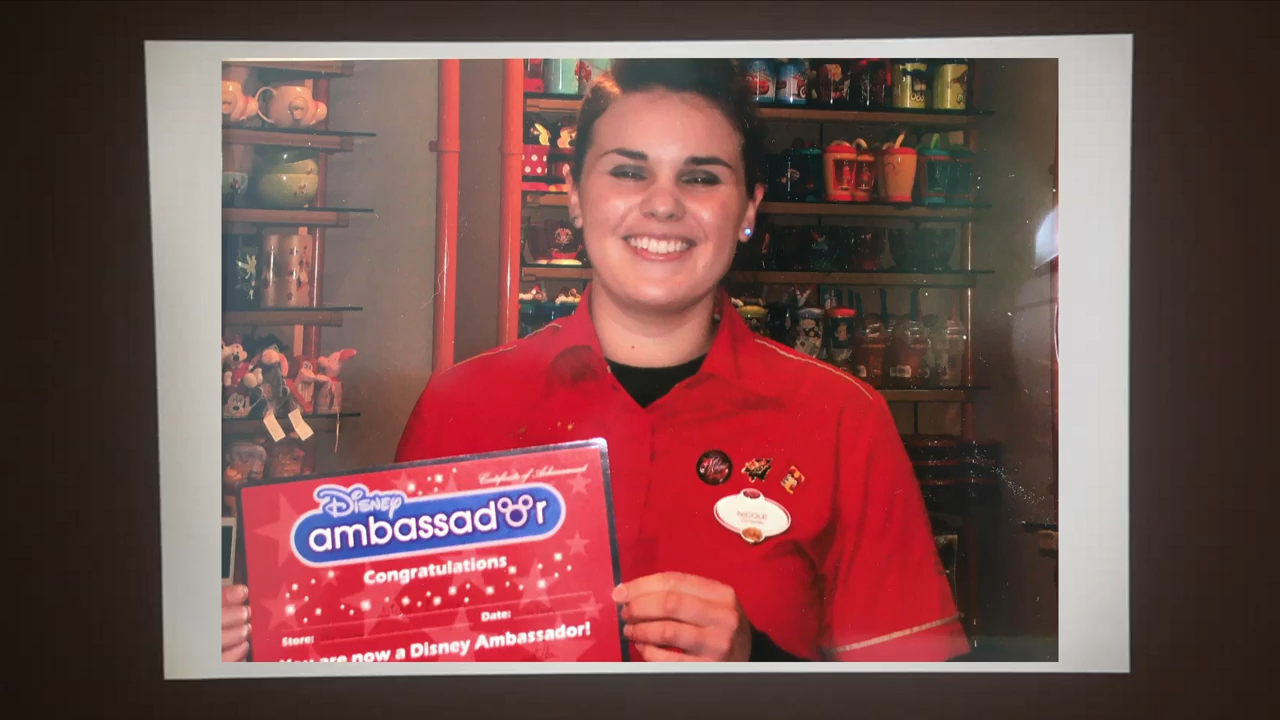 Certificate of Achievement
Disney
ambassador
Congratulations
Store: Date:
You are now a Disney Ambassador!
NICOLE